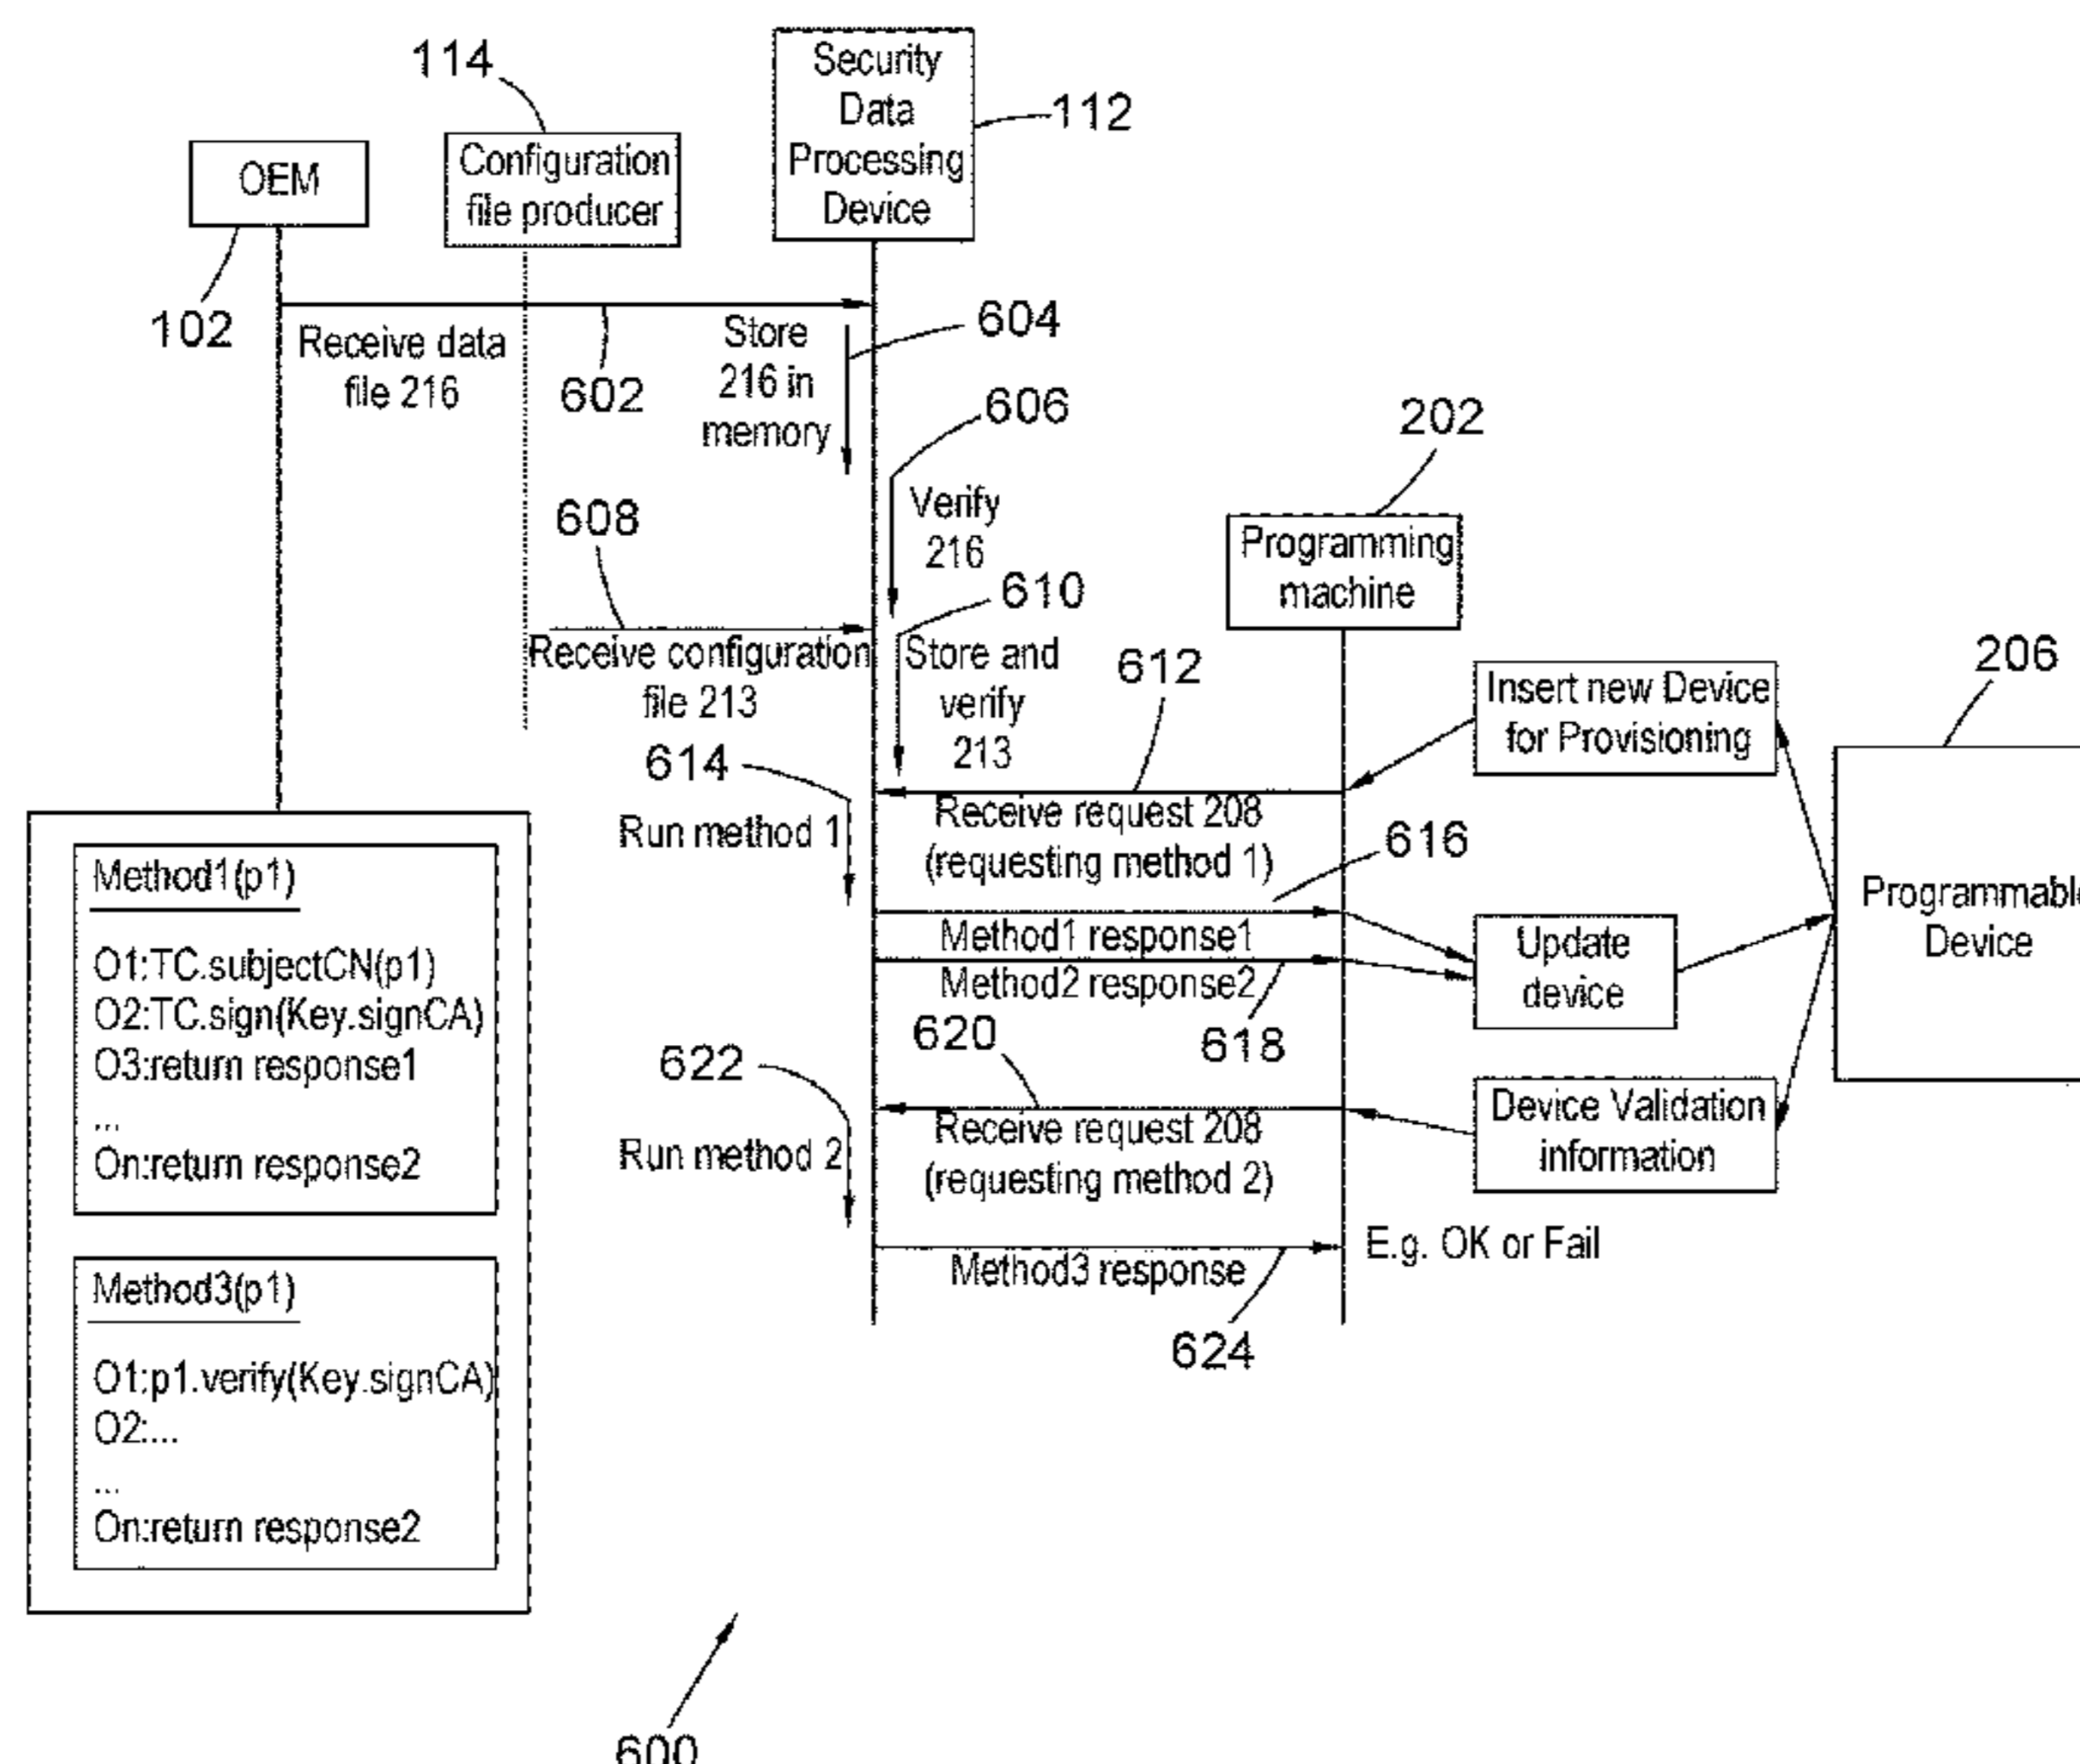 114
Security
Data
Processing
Device
112
OEM
Configuration
file producer
102
Receive data
file 216
602
Store
216 in
memory
604
606
202
Verify
216
608
Programming
machine
610
Receive configuration
file 213
Store and
verify
213
612
Insert new Device
for Provisioning
206
614
Run method 1
Receive request 208
(requesting method 1)
616
Programmable
Device
Method1 response1
Method2 response2
Update
device
618
620
622
Run method 2
Receive request 208
(requesting method 2)
Device Validation
information
Method3 response
E.g. OK or Fail
624
Method1(p1)
O1:TC.subjectCN(p1)
O2:TC.sign(Key.signCA)
O3:return response1
...
On:return response2
Method3(p1)
O1:p1.verify(Key.signCA)
O2:...
...
On:return response2
600